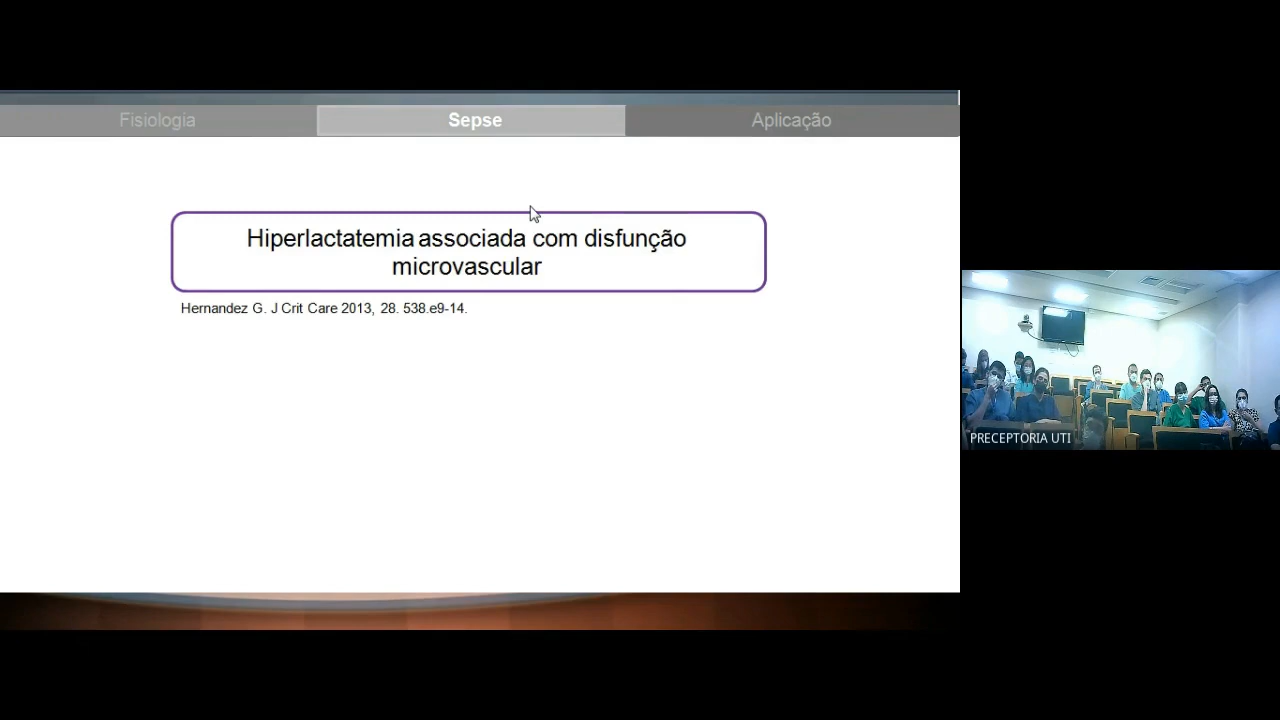 Fisiologia
Sepse
Aplicação
Hiperlactatemia associada com disfunção
microvascular
Hernandez G. J Crit Care 2013, 28. 538.e9-14.
PRECEPTORIA UTI